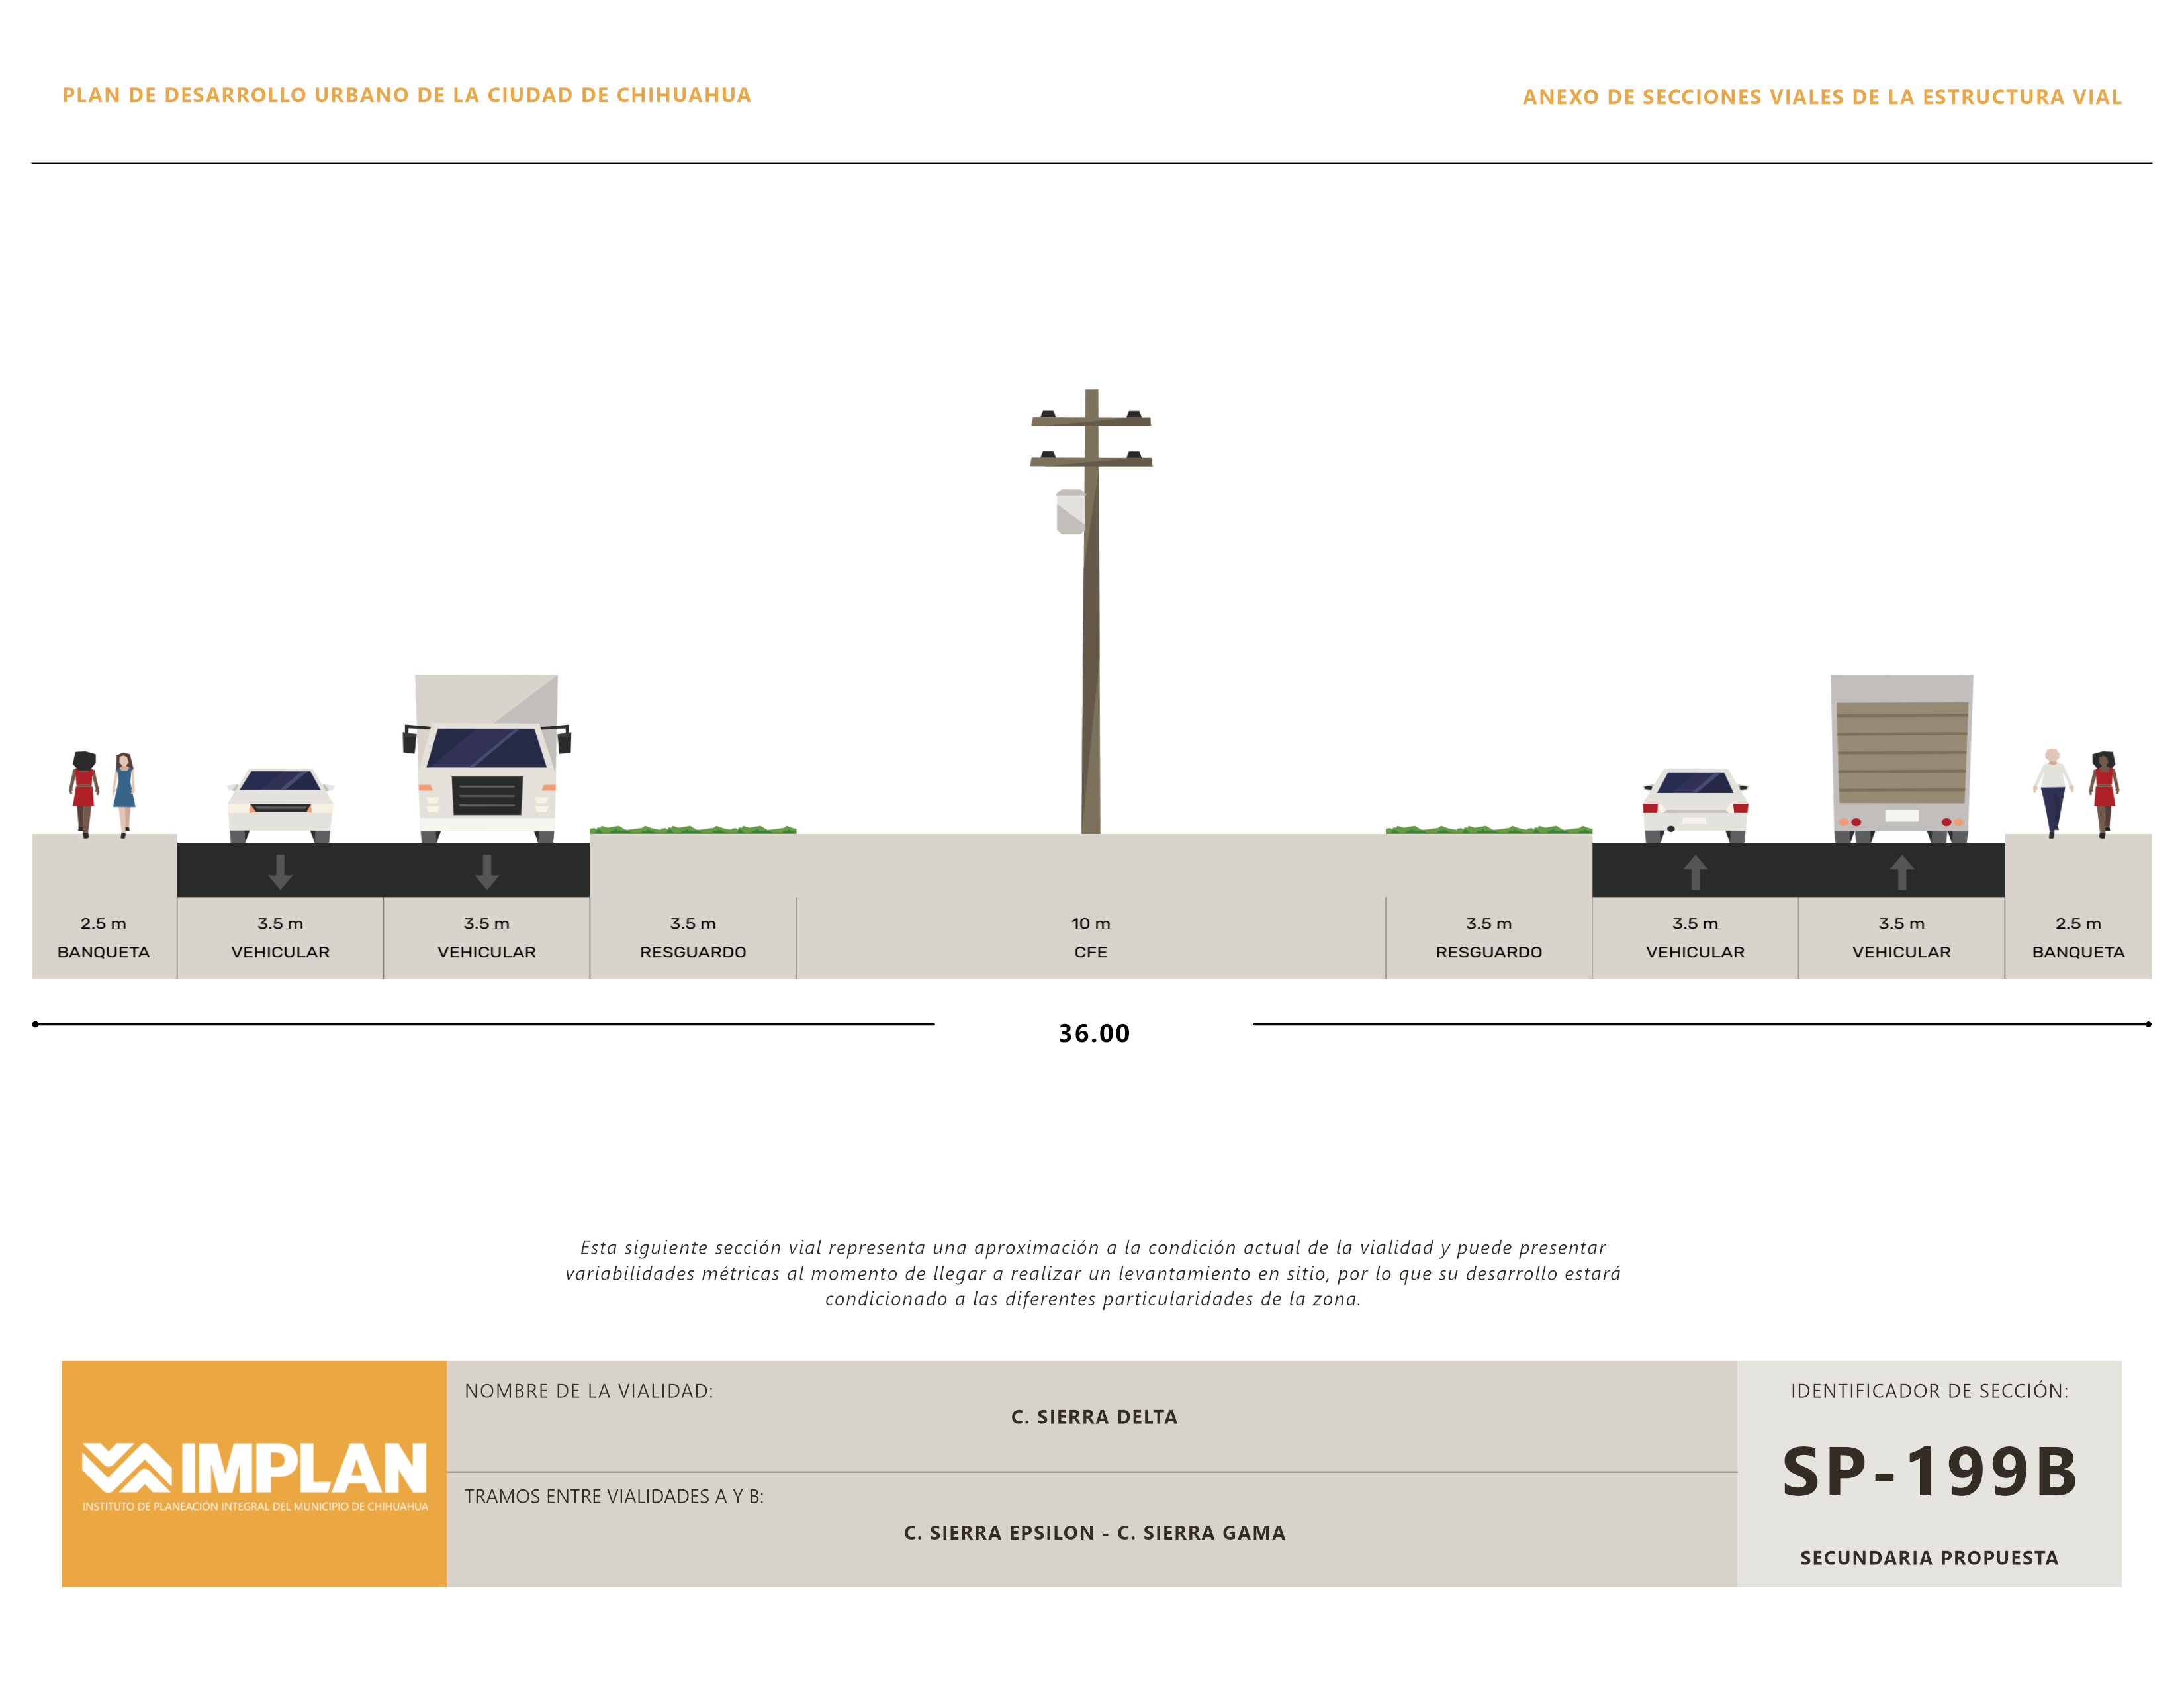 PLAN DE DESARROLLO URBANO DE LA CIUDAD DE CHIHUAHUA
ANEXO DE SECCIONES VIALES DE LA ESTRUCTURA VIAL
2.5 m 3.5 m 3.5 m 3.5 m 10 m 3.5 m 3.5 m 3.5 m 2.5 m
BANQUETA VEHICULAR VEHICULAR RESGUARDO CFE RESGUARDO VEHICULAR VEHICULAR BANQUETA
36.00
Esta siguiente sección vial representa una aproximación a la condición actual de la vialidad y puede presentar
variabilidades métricas al momento de llegar a realizar un levantamiento en sitio, por lo que su desarrollo estará
condicionado a las diferentes particularidades de la zona.
IMPLAN
INSTITUTO DE PLANEACIÓN INTEGRAL DEL MUNICIPIO DE CHIHUAHUA
NOMBRE DE LA VIALIDAD:
C. SIERRA DELTA
TRAMOS ENTRE VIALIDADES A Y B:
C. SIERRA EPSILON - C. SIERRA GAMA
IDENTIFICADOR DE SECCIÓN:
SP-199B
SECUNDARIA PROPUESTA